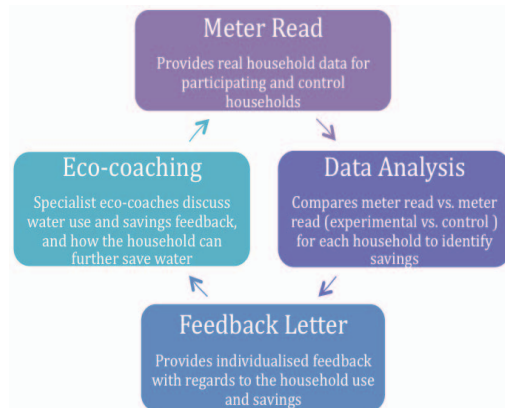 Meter Read
Provides real household data for
participating and control
households
Eco-coaching
Specialist eco-coaches discuss
water use and savings feedback,
and how the household can
further save water
Data Analysis
Compares meter read vs. meter
read (experimental vs. control )
for each household to identify
savings
Feedback Letter
Provides individualised feedback
with regards to the household use
and savings